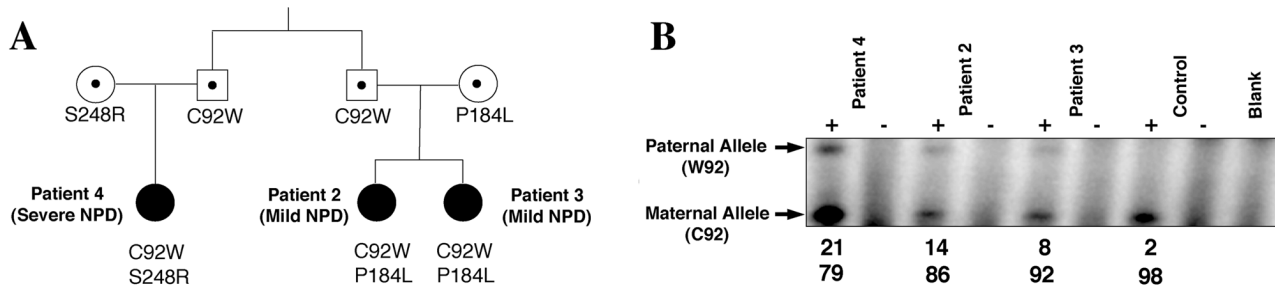 A
S248R
C92W
C92W
P184L
Patient 4
(Severe NPD)
Patient 2
(Mild NPD)
Patient 3
(Mild NPD)
C92W
S248R
C92W
P184L
C92W
P184L
B
Patient 4
Patient 2
Patient 3
Control
Blank
+ - + - + - + -
Paternal Allele
(W92)
Maternal Allele
(C92)
21 14 8 2
79 86 92 98